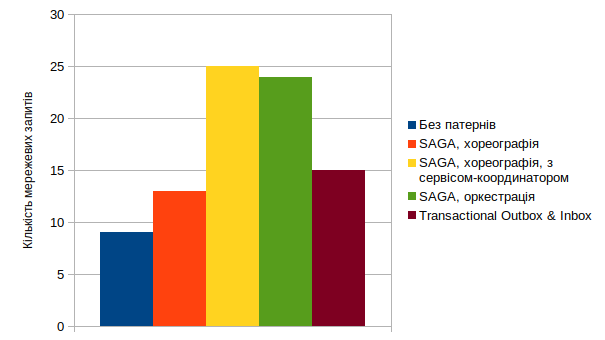 30
25
20
15
10
5
0
Кількість мережевих запитів
Без патернів
SAGA, хореографія
SAGA, хореографія, з
сервісом-координатором
SAGA, оркестрація
Transactional Outbox & Inbox